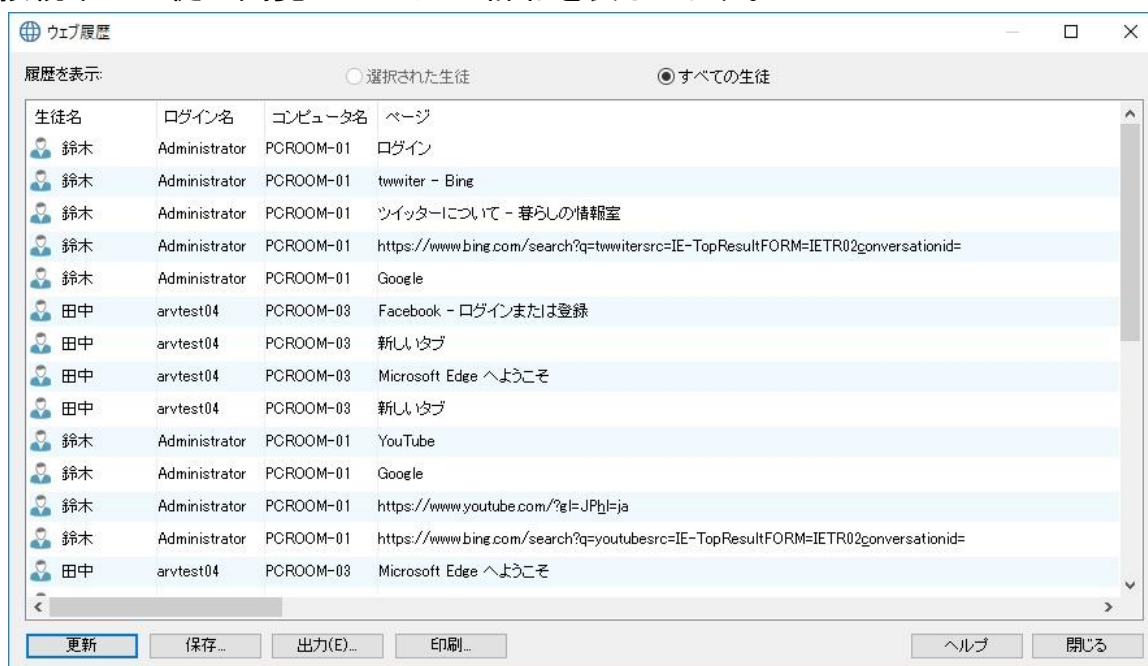 ウェブ履歴
履歴を表示: 選択された生徒 すべての生徒
生徒名 ログイン名 コンピュータ名 ページ
鈴木 Administrator PCROOM-01 ログイン
鈴木 Administrator PCROOM-01 twwiter - Bing
鈴木 Administrator PCROOM-01 ツイッターについて - 暮らしの情報室
鈴木 Administrator PCROOM-01 https://www.bing.com/search?q=twwitersrc=IE-TopResultFORM=IETR02conversationid=
鈴木 Administrator PCROOM-01 Google
田中 arvtest04 PCROOM-03 Facebook - ログインまたは登録
田中 arvtest04 PCROOM-03 新しいタブ
田中 arvtest04 PCROOM-03 Microsoft Edge へようこそ
田中 arvtest04 PCROOM-03 新しいタブ
鈴木 Administrator PCROOM-01 YouTube
鈴木 Administrator PCROOM-01 Google
鈴木 Administrator PCROOM-01 https://www.youtube.com/?gl=JPhl=ja
鈴木 Administrator PCROOM-01 https://www.bing.com/search?q=youtubesrc=IE-TopResultFORM=IETR02conversationid=
田中 arvtest04 PCROOM-03 Microsoft Edge へようこそ
更新 保存... 出力(E)... 印刷... ヘルプ 閉じる